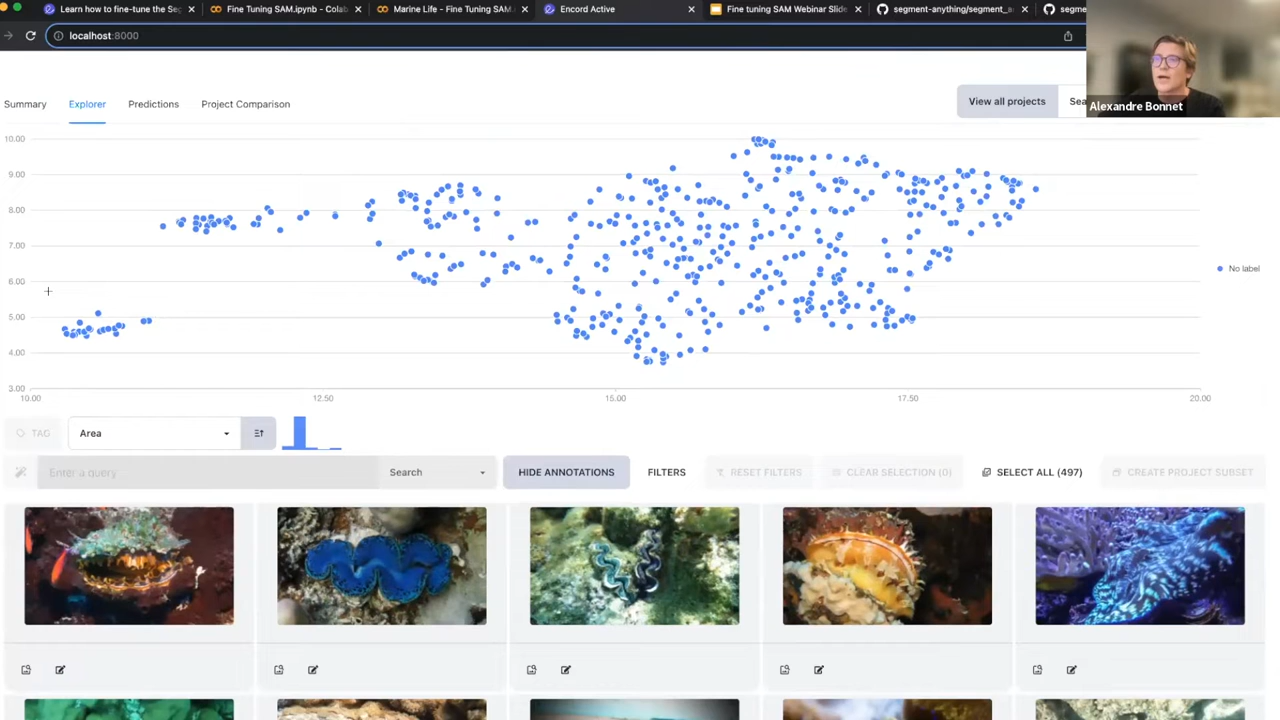 Learn how to fine-tune the Seg
Fine Tuning SAM.ipynb - Colab
Marine Life - Fine Tuning SAM.
Encord Active
Fine tuning SAM Webinar Slide
segment-anything/segment_a
segme
localhost:8000
Alexandre Bonnet
Summary
Explorer
Predictions
Project Comparison
View all projects
Sea
10.00
9.00
8.00
7.00
6.00
5.00
4.00
3.00
10.00
12.50
15.00
17.50
20.00
No label
TAG
Area
Enter a query
Search
HIDE ANNOTATIONS
FILTERS
RESET FILTERS
CLEAR SELECTION (0)
SELECT ALL (497)
CREATE PROJECT SUBSET